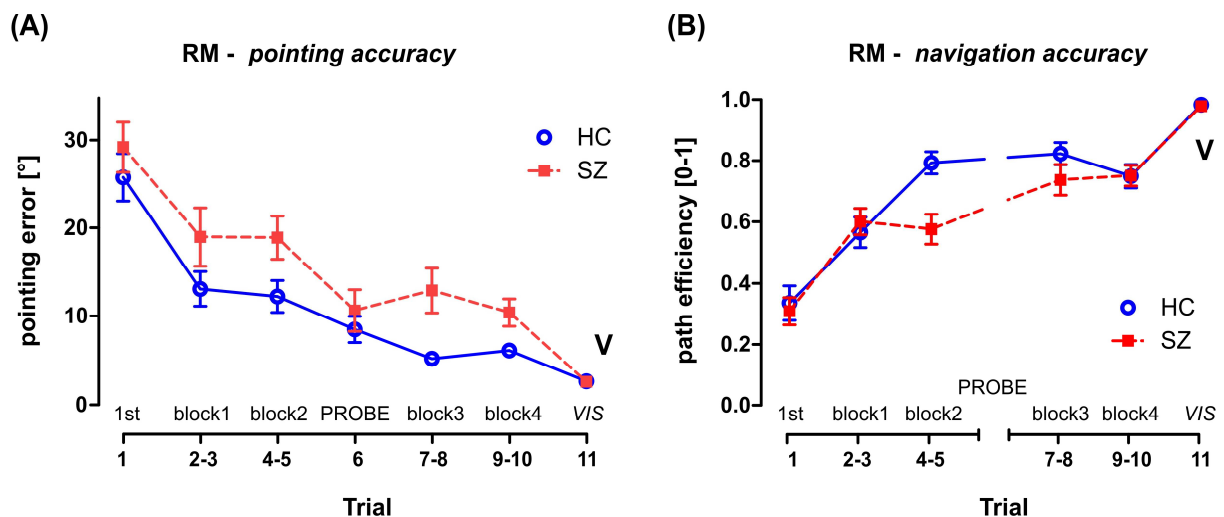 (A)
RM - pointing accuracy
pointing error [°]
30
20
10
0
HC
SZ
V
1st block1 block2 PROBE block3 block4 VIS
1 2-3 4-5 6 7-8 9-10 11
Trial
(B)
RM - navigation accuracy
path efficiency [0-1]
1.0
0.8
0.6
0.4
0.2
0.0
V
HC
SZ
PROBE
1st block1 block2 block3 block4 VIS
1 2-3 4-5 7-8 9-10 11
Trial